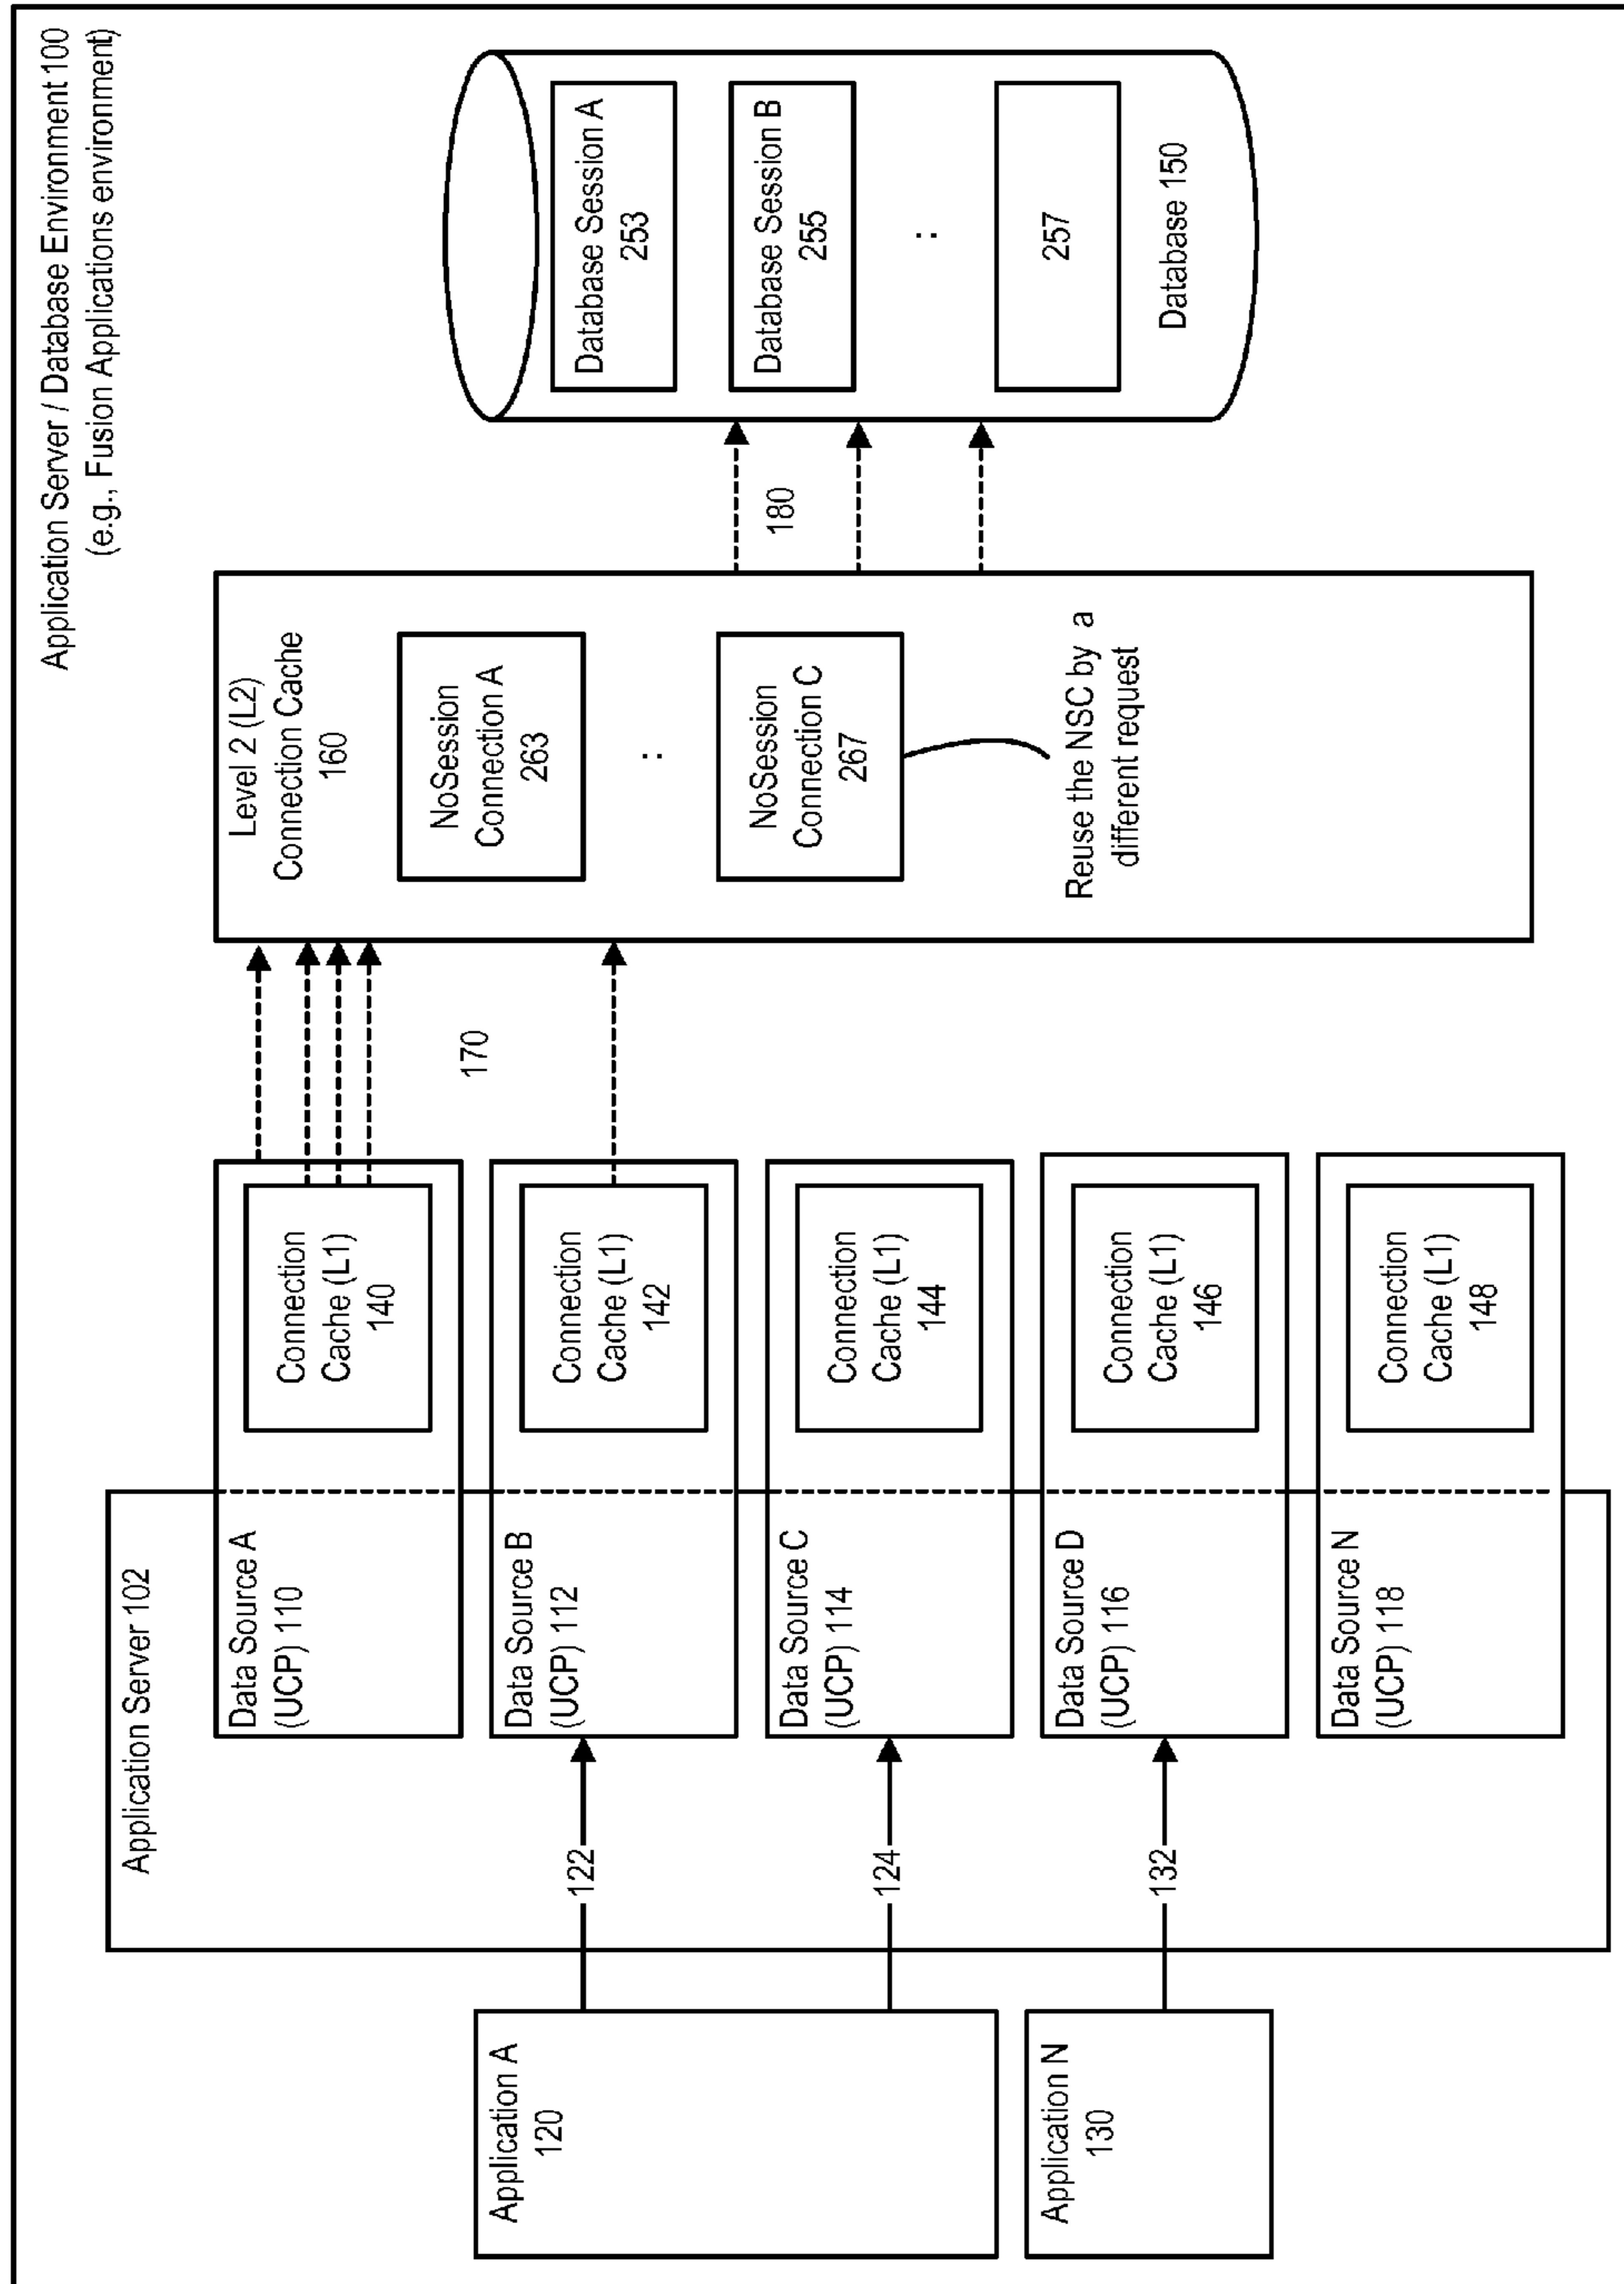 Application Server / Database Environment 100
(e.g., Fusion Applications environment)
Application Server 102
Application A
120
Application N
130
122
124
132
Data Source A
(UCP) 110
Connection
Cache (L1)
140
Data Source B
(UCP) 112
Connection
Cache (L1)
142
Data Source C
(UCP) 114
Connection
Cache (L1)
144
Data Source D
(UCP) 116
Connection
Cache (L1)
146
Data Source N
(UCP) 118
Connection
Cache (L1)
148
170
Level 2 (L2)
Connection Cache
160
NoSession
Connection A
263
:
NoSession
Connection C
267
Reuse the NSC by a
different request
180
Database Session A
253
Database Session B
255
:
257
Database 150